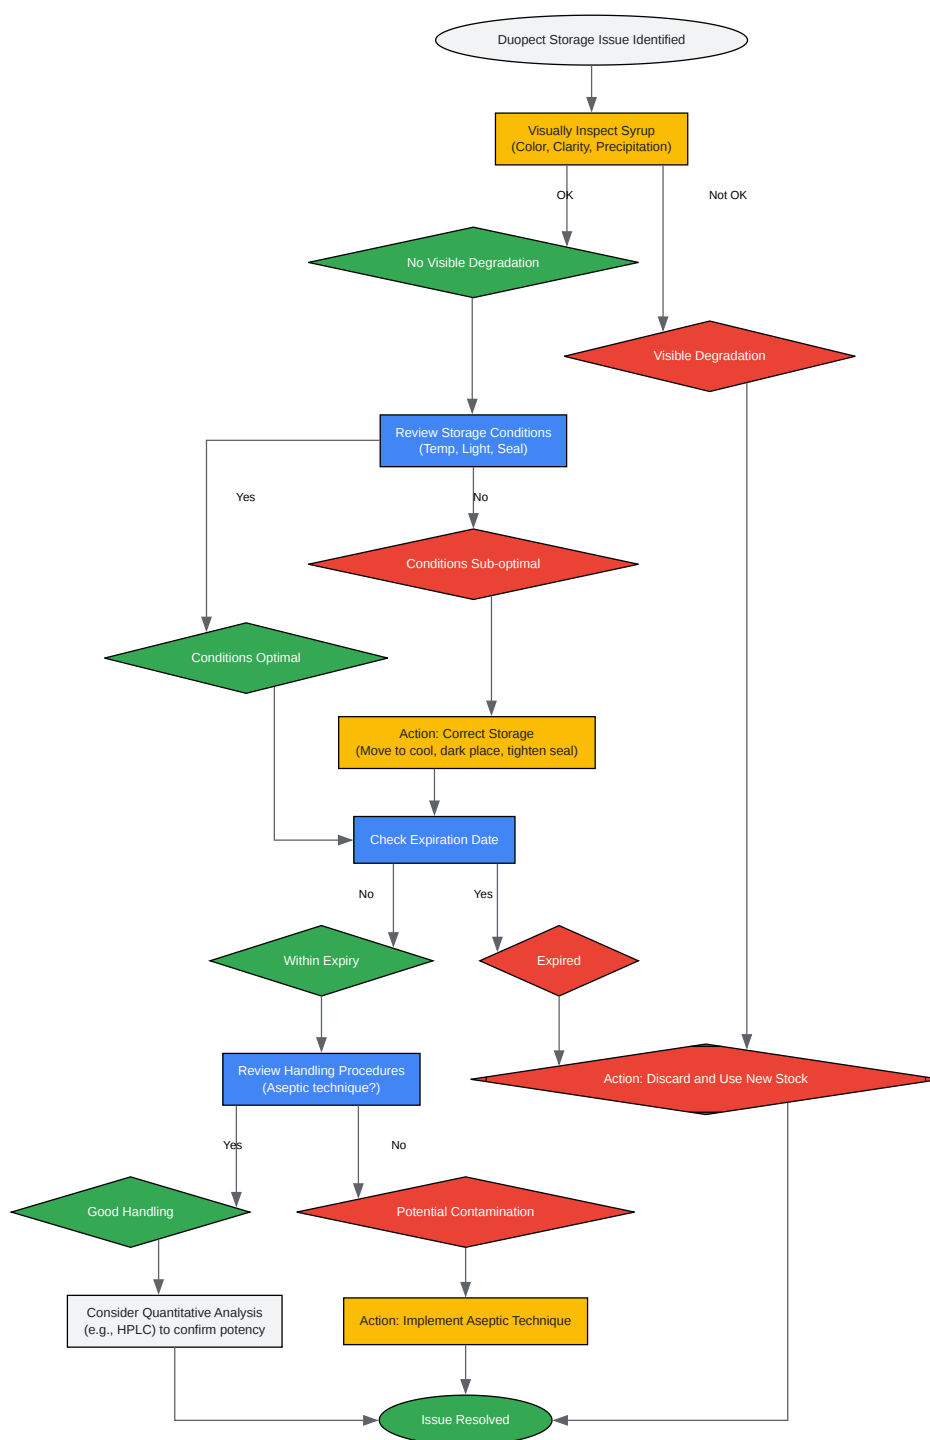 Duopect Storage Issue Identified
Visually Inspect Syrup
(Color, Clarity, Precipitation)
OK
Not OK
No Visible Degradation
Visible Degradation
Review Storage Conditions
(Temp, Light, Seal)
Yes
No
Conditions Sub-optimal
Conditions Optimal
Action: Correct Storage
(Move to cool, dark place, tighten seal)
Check Expiration Date
No
Yes
Within Expiry
Expired
Review Handling Procedures
(Aseptic technique?)
Action: Discard and Use New Stock
Yes
No
Good Handling
Potential Contamination
Consider Quantitative Analysis
(e.g., HPLC) to confirm potency
Action: Implement Aseptic Technique
Issue Resolved